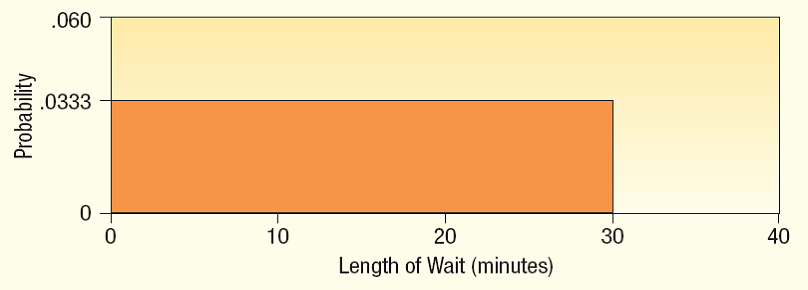 .060
Probability
.0333
0
0 10 20 30 40
Length of Wait (minutes)